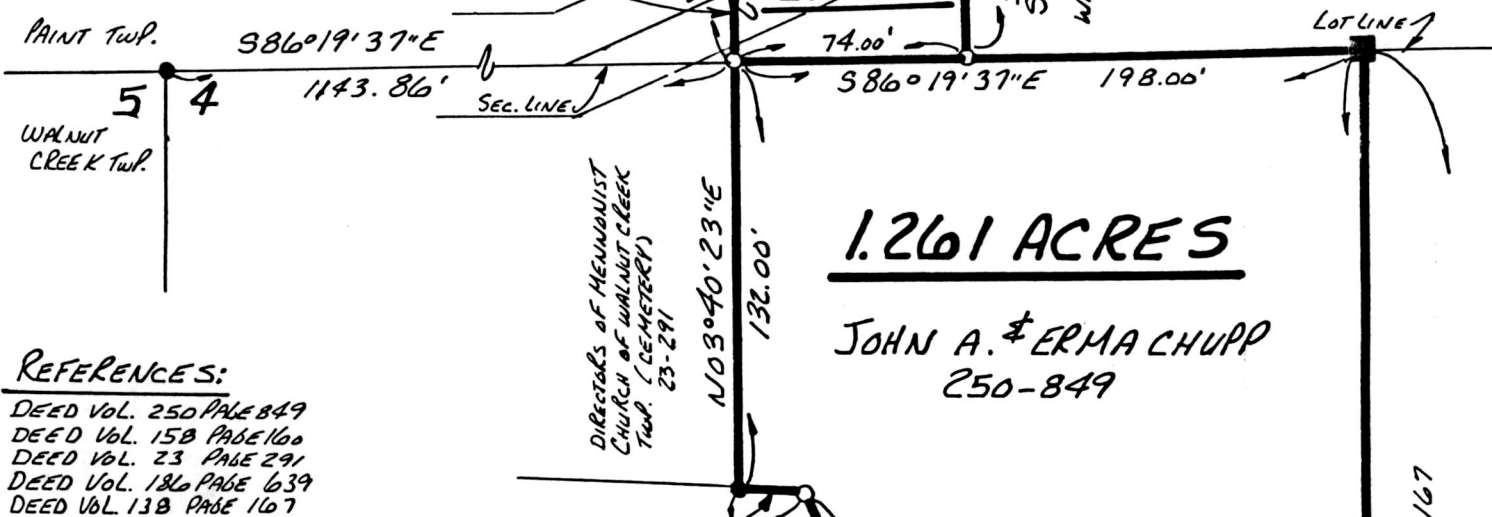 PAINT TWP.
S86°19'37"E
1143.86'
5 4
WALNUT
CREEK TWP.
SEC. LINE
74.00'
S86°19'37"E 198.00'
LOT LINE
DIRECTORS OF MENNONIST
CHURCH OF WALNUT CREEK
TWP. (CEMETERY)
23-291
N03°40'23"E
132.00'
1.261 ACRES
JOHN A. & ERMA CHUPP
250-849
REFERENCES:
DEED VOL. 250 PAGE 849
DEED VOL. 158 PAGE 160
DEED VOL. 23 PAGE 291
DEED VOL. 186 PAGE 639
DEED VOL. 138 PAGE 167
167